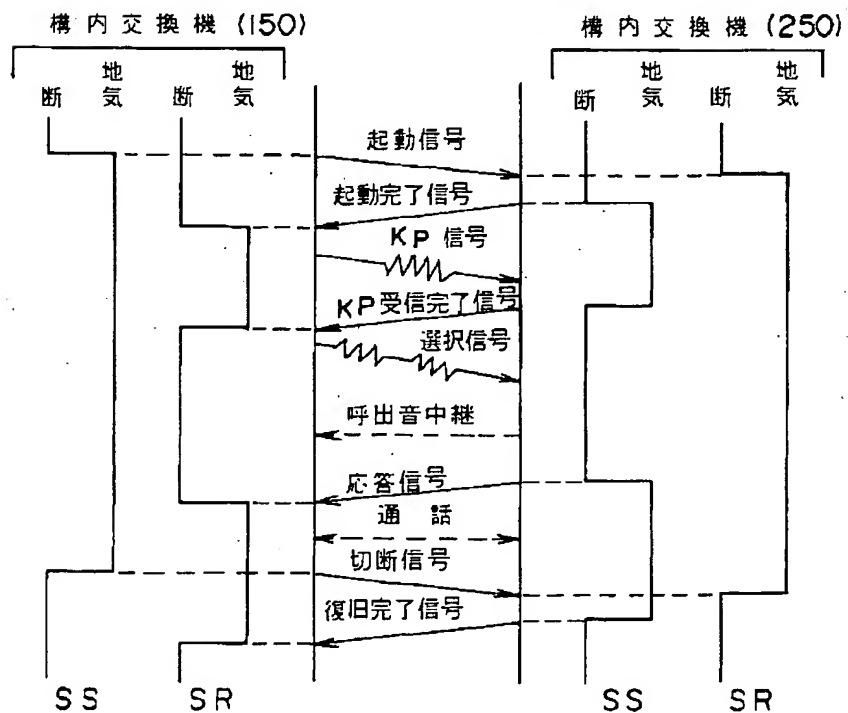 構内交換機(150)
構内交換機(250)
断 地気 断 地気
断 地気 断 地気
起動信号
起動完了信号
KP信号
KP受信完了信号
選択信号
呼出音中継
応答信号
通話
切断信号
復旧完了信号
SS SR
SS SR